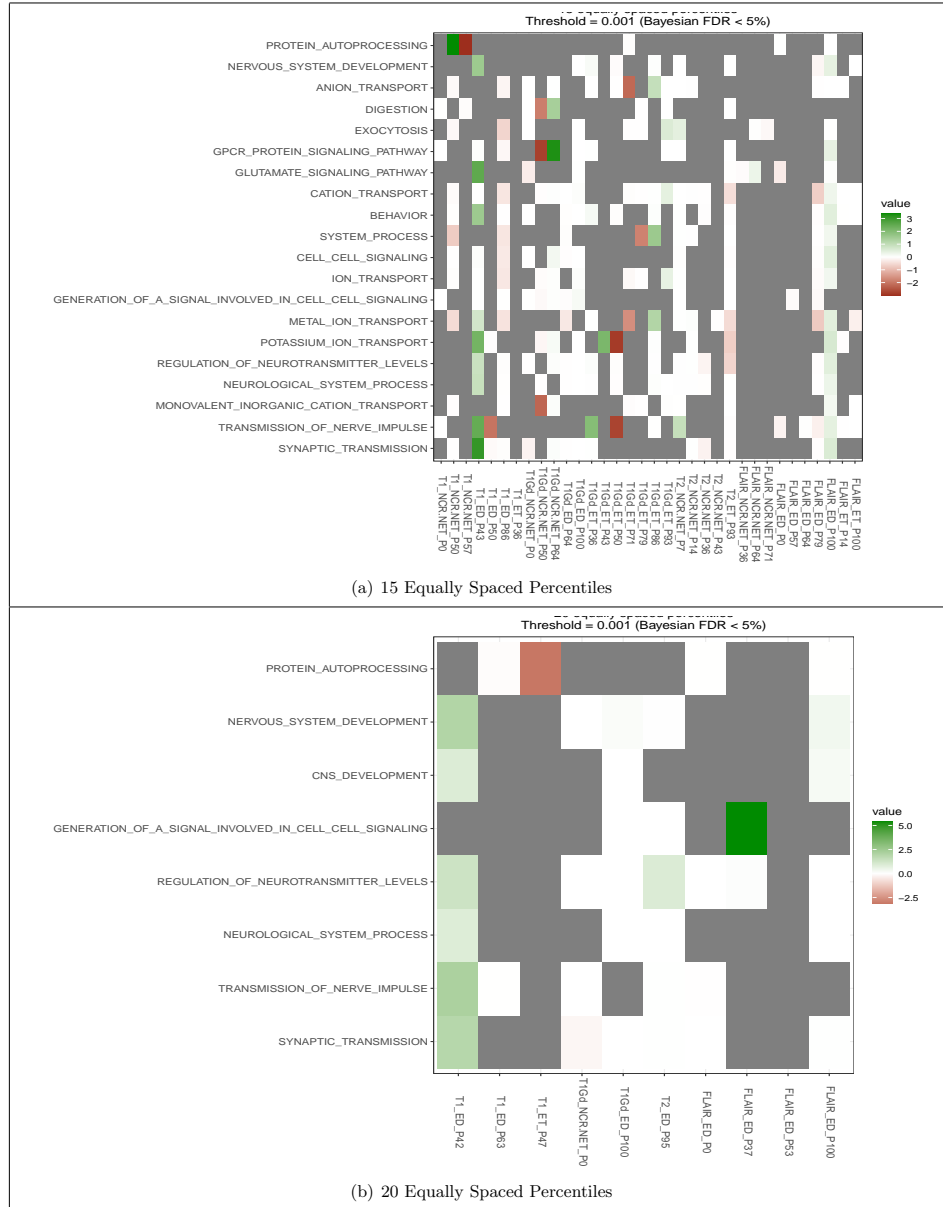 Threshold = 0.001 (Bayesian FDR < 5%)
PROTEIN_AUTOPROCESSING
NERVOUS_SYSTEM_DEVELOPMENT
ANION_TRANSPORT
DIGESTION
EXOCYTOSIS
GPCR_PROTEIN_SIGNALING_PATHWAY
GLUTAMATE_SIGNALING_PATHWAY
CATION_TRANSPORT
BEHAVIOR
SYSTEM_PROCESS
CELL_CELL_SIGNALING
ION_TRANSPORT
GENERATION_OF_A_SIGNAL_INVOLVED_IN_CELL_CELL_SIGNALING
METAL_ION_TRANSPORT
POTASSIUM_ION_TRANSPORT
REGULATION_OF_NEUROTRANSMITTER_LEVELS
NEUROLOGICAL_SYSTEM_PROCESS
MONOVALENT_INORGANIC_CATION_TRANSPORT
TRANSMISSION_OF_NERVE_IMPULSE
SYNAPTIC_TRANSMISSION
value
3
2
1
0
−1
−2
T1_NCR.NET_P0
T1_NCR.NET_P50
T1_NCR.NET_P57
T1_ED_P43
T1_ED_P50
T1_ED_P86
T1_ET_P36
T1Gd_NCR.NET_P0
T1Gd_NCR.NET_P50
T1Gd_NCR.NET_P64
T1Gd_ED_P64
T1Gd_ED_P100
T1Gd_ET_P36
T1Gd_ET_P43
T1Gd_ET_P50
T1Gd_ET_P71
T1Gd_ET_P79
T1Gd_ET_P86
T1Gd_ET_P93
T2_NCR.NET_P7
T2_NCR.NET_P14
T2_NCR.NET_P36
T2_NCR.NET_P43
T2_ET_P93
FLAIR_NCR.NET_P36
FLAIR_NCR.NET_P64
FLAIR_NCR.NET_P71
FLAIR_ED_P0
FLAIR_ED_P57
FLAIR_ED_P64
FLAIR_ED_P79
FLAIR_ED_P100
FLAIR_ET_P14
FLAIR_ET_P100
(a) 15 Equally Spaced Percentiles
Threshold = 0.001 (Bayesian FDR < 5%)
PROTEIN_AUTOPROCESSING
NERVOUS_SYSTEM_DEVELOPMENT
CNS_DEVELOPMENT
GENERATION_OF_A_SIGNAL_INVOLVED_IN_CELL_CELL_SIGNALING
REGULATION_OF_NEUROTRANSMITTER_LEVELS
NEUROLOGICAL_SYSTEM_PROCESS
TRANSMISSION_OF_NERVE_IMPULSE
SYNAPTIC_TRANSMISSION
value
5.0
2.5
0.0
−2.5
T1_ED_P42
T1_ED_P63
T1_ET_P47
T1Gd_NCR.NET_P0
T1Gd_ED_P100
T2_ED_P95
FLAIR_ED_P0
FLAIR_ED_P37
FLAIR_ED_P53
FLAIR_ED_P100
(b) 20 Equally Spaced Percentiles